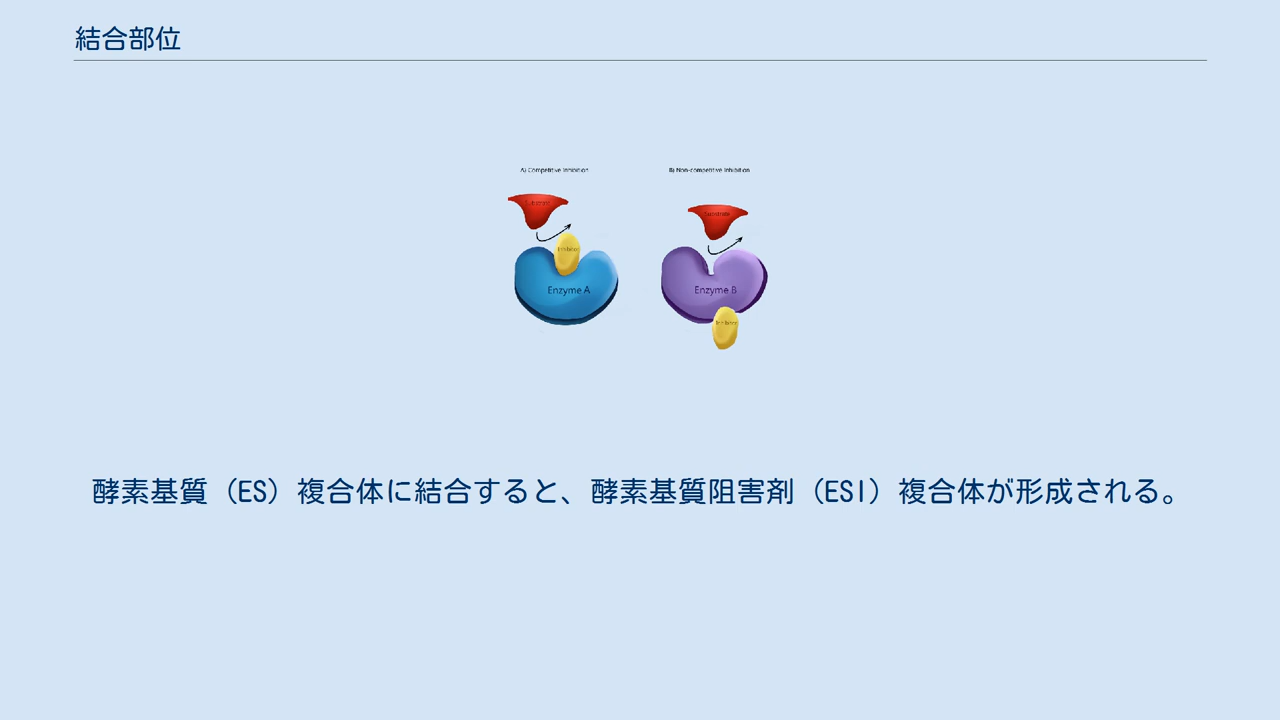 結合部位
A) Competitive Inhibition
B) Non-competitive Inhibition
Substrate
Substrate
Inhibitor
Enzyme A
Enzyme B
Inhibitor
酵素基質（ES）複合体に結合すると、酵素基質阻害剤（ESI）複合体が形成される。